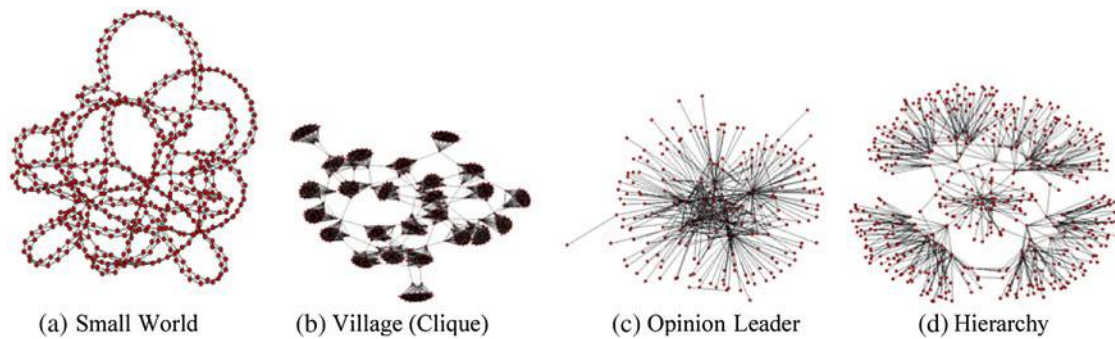 (a) Small World
(b) Village (Clique)
(c) Opinion Leader
(d) Hierarchy